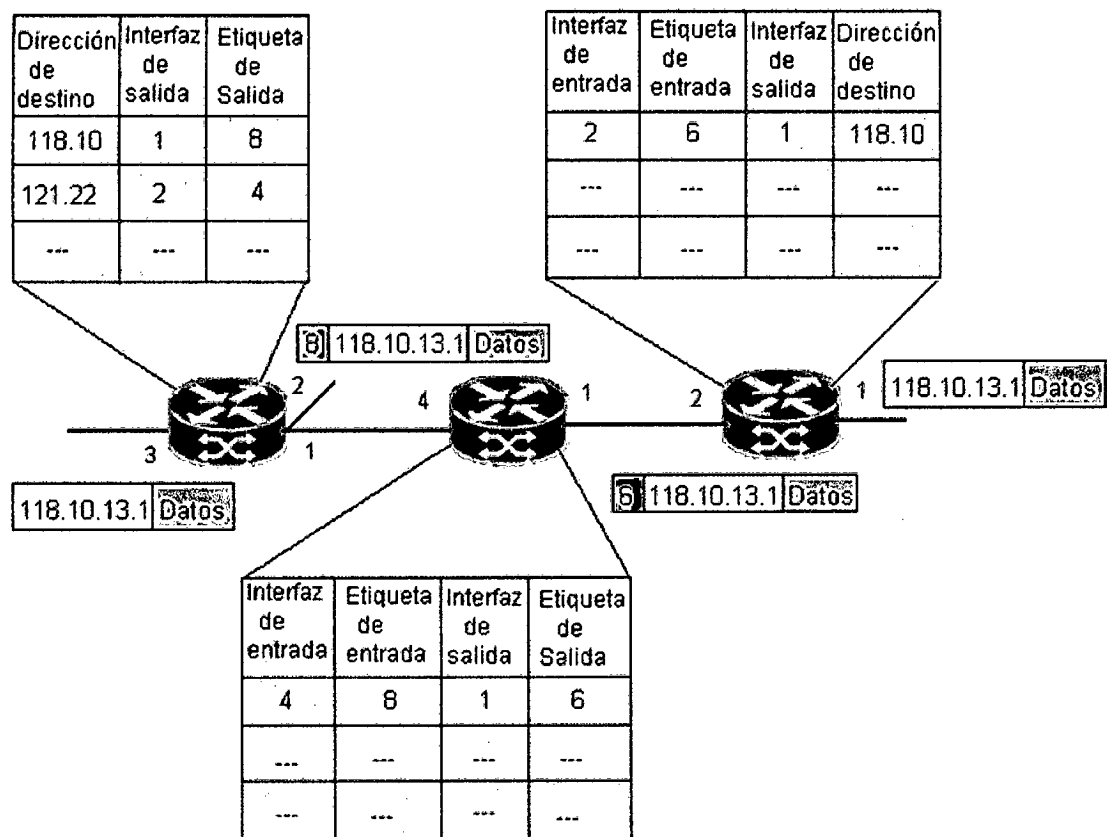 Dirección de destino Interfaz de salida Etiqueta de Salida
118.10 1 8
121.22 2 4
--- --- ---
Interfaz de entrada Etiqueta de entrada Interfaz de salida Dirección de destino
2 6 1 118.10
--- --- --- ---
--- --- --- ---
8 118.10.13.1 Datos
2
3
1
4
1
2
1
118.10.13.1 Datos
118.10.13.1 Datos
6 118.10.13.1 Datos
Interfaz de entrada Etiqueta de entrada Interfaz de salida Etiqueta de Salida
4 8 1 6
--- --- --- ---
--- --- --- ---